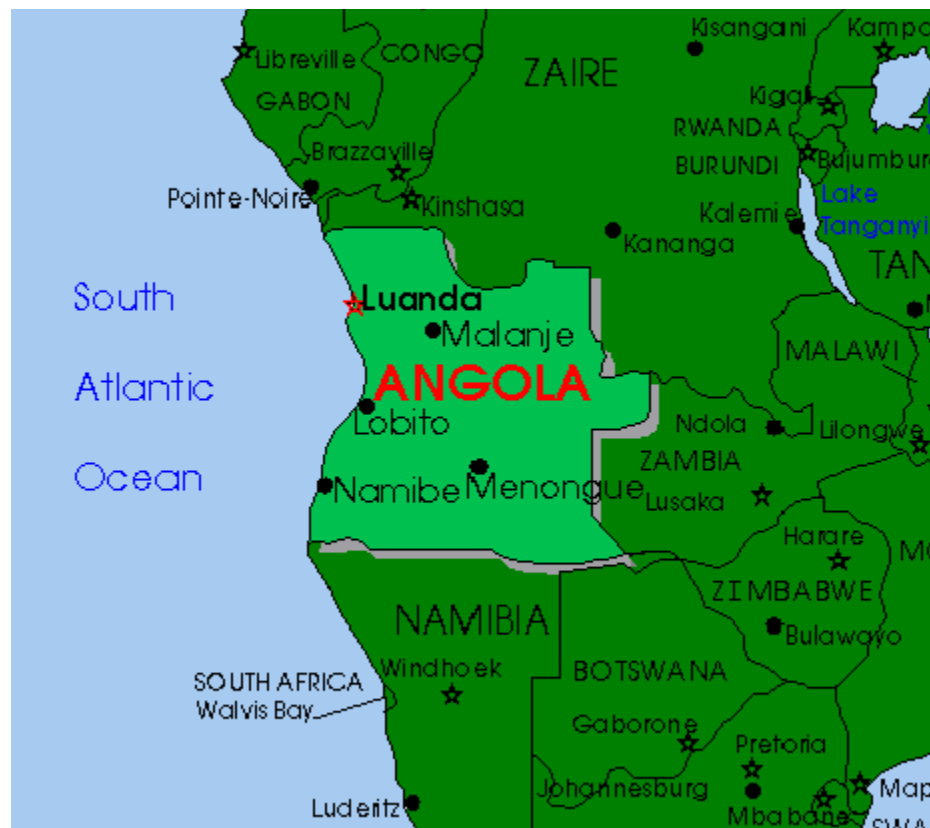 Kisangani
Kampa
Libreville
CONGO
ZAIRE
GABON
Kigali
RWANDA
Brazzaville
BURUNDI
Bujumbur
Pointe-Noire
Kinshasa
Kalemie
Lake
Tanganyi
Kananga
TAN
South
Luanda
Malanje
MALAWI
Atlantic
ANGOLA
Lobito
Ndola
Lilongwe
ZAMBIA
Ocean
Namibe
Menongue
Lusaka
Harare
MO
ZIMBABWE
NAMIBIA
Bulawayo
Windhoek
BOTSWANA
SOUTH AFRICA
Walvis Bay
Gaborone
Pretoria
Johannesburg
Map
Luderitz
Mbabane
SWA